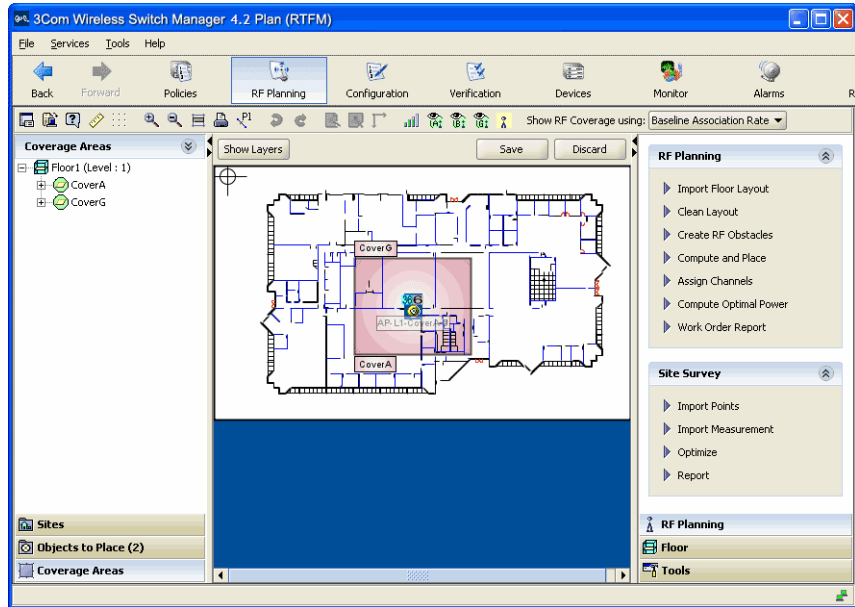 3Com Wireless Switch Manager 4.2 Plan (RTFM)
File Services Tools Help
Back Forward Policies RF Planning Configuration Verification Devices Monitor Alarms R
Show RF Coverage using: Baseline Association Rate
Coverage Areas
Floor1 (Level : 1)
CoverA
CoverG
Show Layers Save Discard
CoverG
CoverA
RF Planning
Import Floor Layout
Clean Layout
Create RF Obstacles
Compute and Place
Assign Channels
Compute Optimal Power
Work Order Report
Site Survey
Import Points
Import Measurement
Optimize
Report
Sites
Objects to Place (2)
Coverage Areas
RF Planning
Floor
Tools